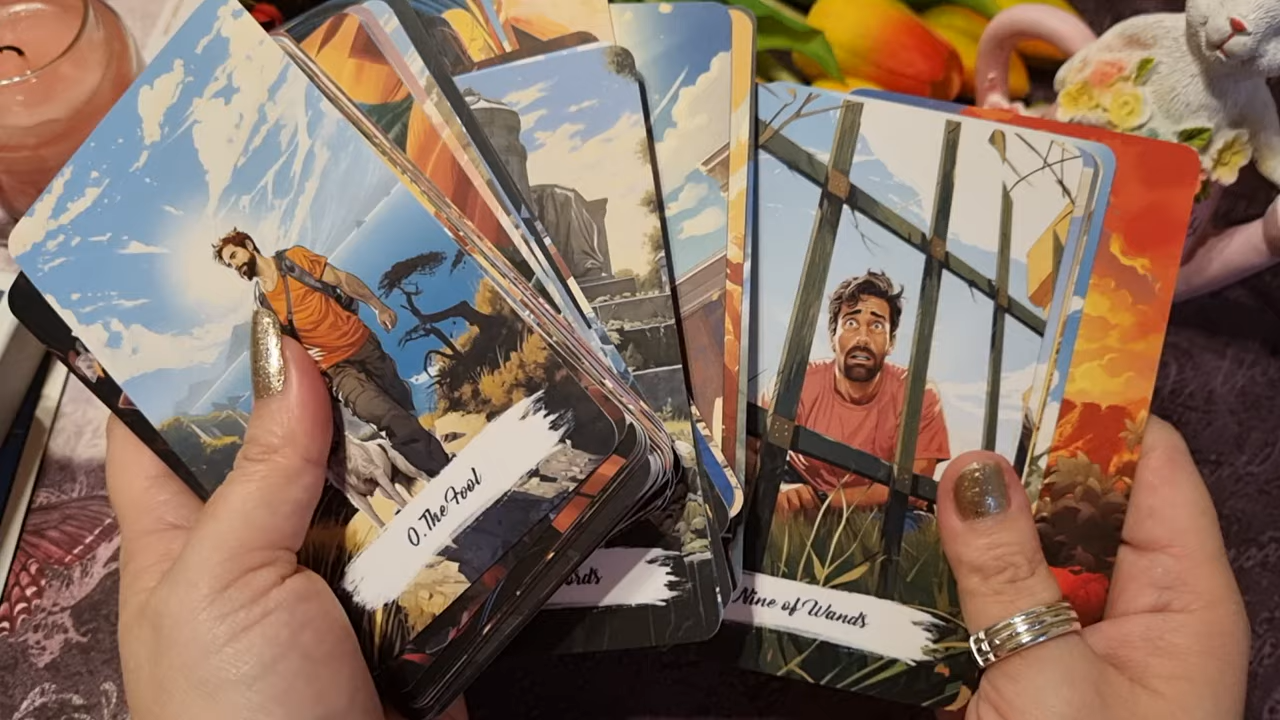 0. The Fool
ords
Nine of Wands